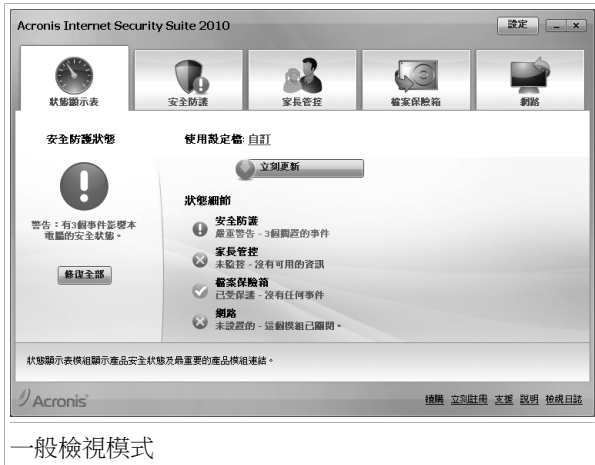 Acronis Internet Security Suite 2010
設定
狀態顯示表
安全防護
家長管控
檔案保險箱
網路
安全防護狀態
警告：有3個事件影響本
電腦的安全狀態。
修復全部
使用設定檔: 自訂
立刻更新
狀態細節
安全防護
嚴重警告 - 3個關鍵的事件
家長管控
未監控 - 沒有可用的資訊
檔案保險箱
已受保護 - 沒有任何事件
網路
未設置的 - 這個模組已關閉。
狀態顯示表模組顯示產品安全狀態及最重要的產品模組連結。
Acronis
續購 立刻註冊 支援 説明 檢視日誌
一般檢視模式